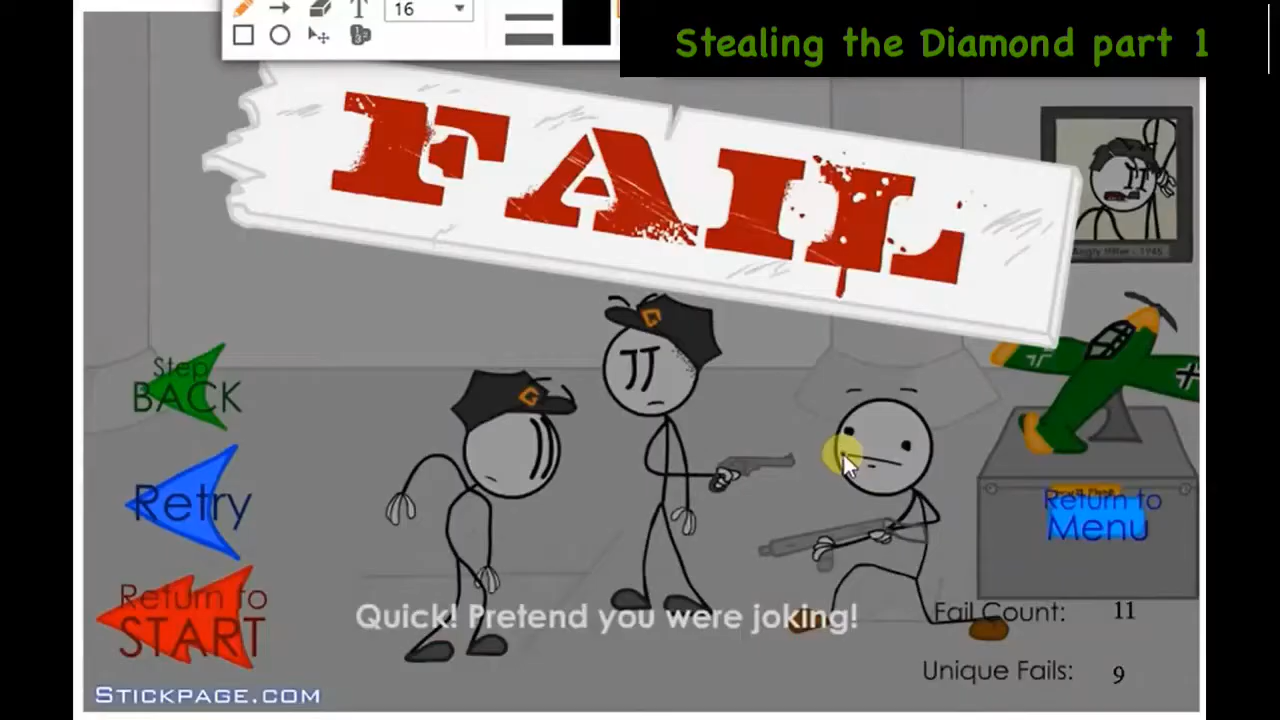 16
Stealing the Diamond part 1
FAIL
Step
BACK
Retry
Return to
Menu
Return to
START
Quick! Pretend you were joking!
Fail Count: 11
Unique Fails: 9
STICKPAGE.COM